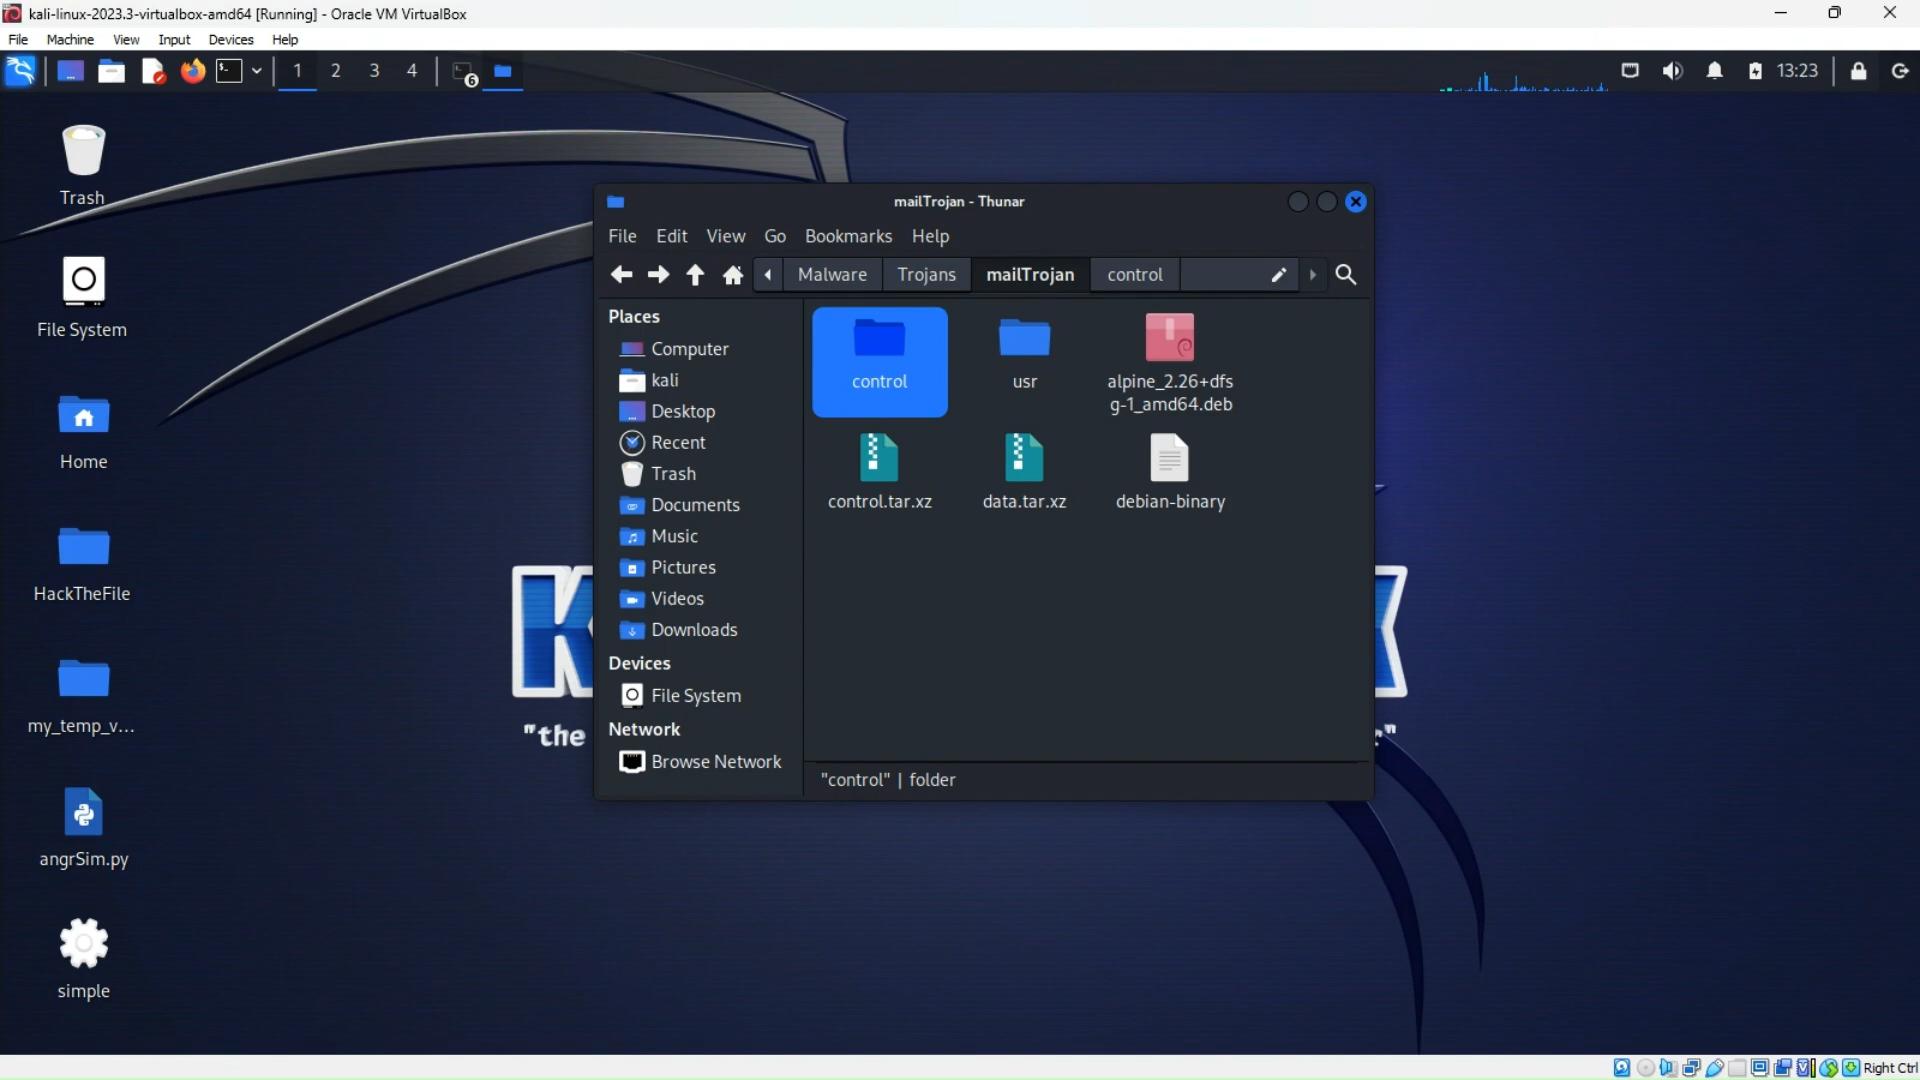 kali-linux-2023.3-virtualbox-amd64 [Running] - Oracle VM VirtualBox
File Machine View Input Devices Help
1 2 3 4 6 13:23
Trash
File System
Home
HackTheFile
my_temp_v...
angrSim.py
simple
mailTrojan - Thunar
File Edit View Go Bookmarks Help
Malware Trojans mailTrojan control
Places
Computer
kali
Desktop
Recent
Trash
Documents
Music
Pictures
Videos
Downloads
Devices
File System
Network
Browse Network
control
usr
alpine_2.26+dfs
g-1_amd64.deb
control.tar.xz
data.tar.xz
debian-binary
"control" | folder
K
"the
"
Right Ctrl